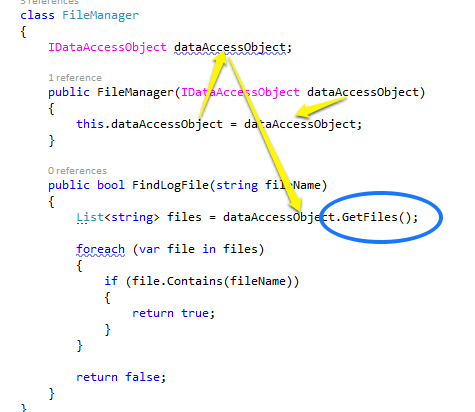 5 references
class FileManager
{
IDataAccessObject dataAccessObject;
1 reference
public FileManager(IDataAccessObject dataAccessObject)
{
this.dataAccessObject = dataAccessObject;
}
0 references
public bool FindLogFile(string fileName)
{
List<string> files = dataAccessObject.GetFiles();
foreach (var file in files)
{
if (file.Contains(fileName))
{
return true;
}
}
return false;
}
}